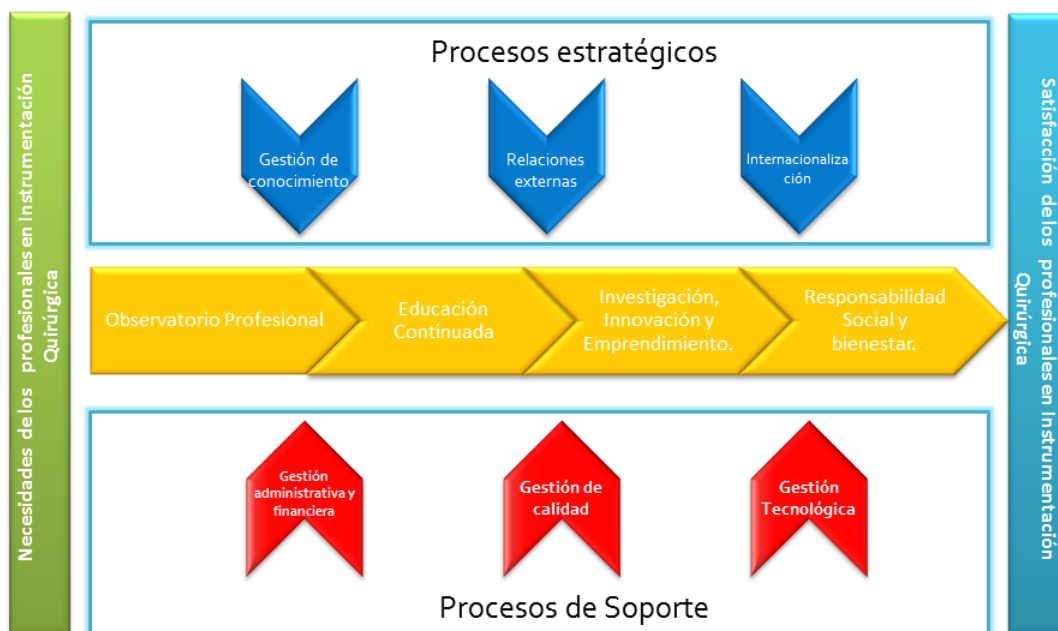 Necesidades de los profesionales en Instrumentación
Quirúrgica
Procesos estratégicos
Gestión de
conocimiento
Relaciones
externas
Internacionaliza
ción
Observatorio Profesional
Educación
Continuada
Investigación,
Innovación y
Emprendimiento.
Responsabilidad
Social y
bienestar.
Gestión
administrativa y
financiera
Gestión de
calidad
Gestión
Tecnológica
Procesos de Soporte
Satisfacción de los profesionales en Instrumentación
Quirúrgica